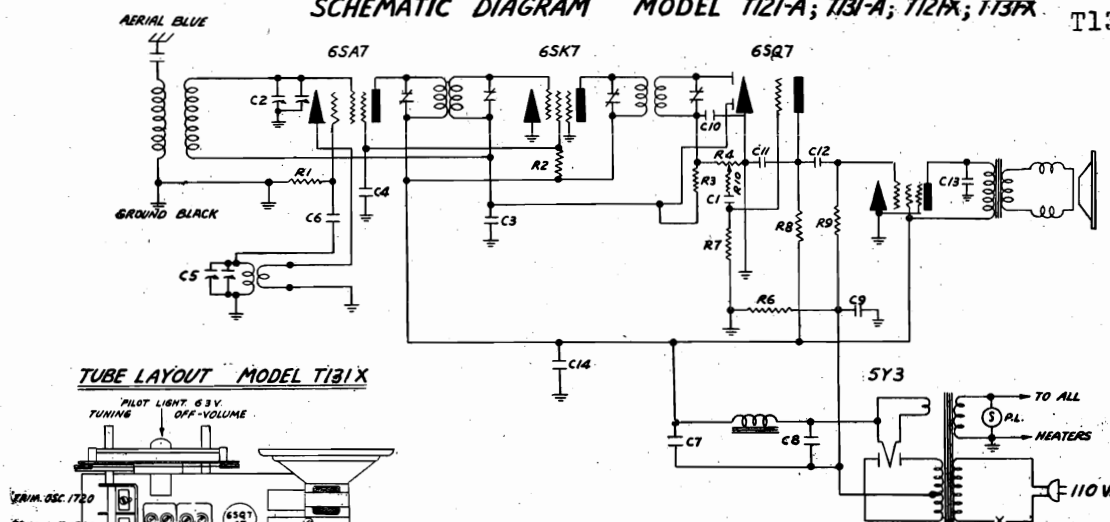 SCHEMATIC DIAGRAM MODEL T121-A; T131-A; T121X; T131X
AERIAL BLUE
6SA7
6SK7
6SQ7
C2
C10
R1
C4
R2
R4
C11
C12
R3
R10
C1
C13
GROUND BLACK
C6
C3
R7
R8
R9
C5
R6
C9
C14
TUBE LAYOUT MODEL T131X
5Y3
PILOT LIGHT. 6 3 V.
TUNING
OFF-VOLUME
TO ALL
S
P.L.
HEATERS
C7
C8
110 V
6SQ7